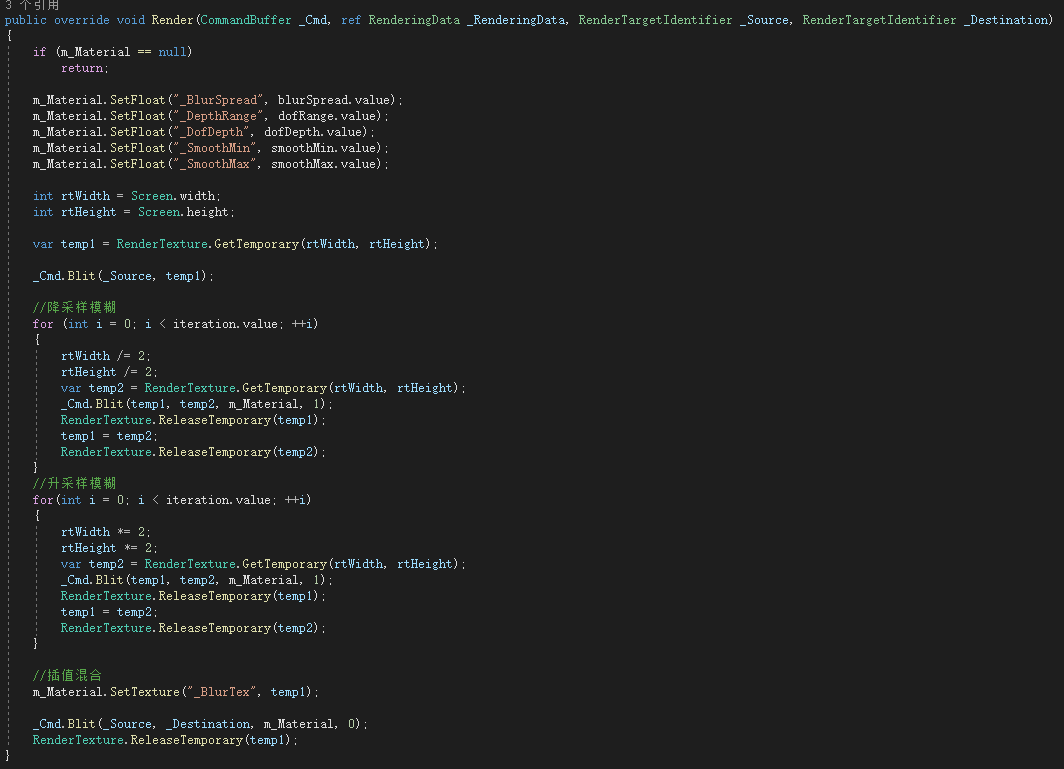 3 个引用
public override void Render(CommandBuffer _Cmd, ref RenderingData _RenderingData, RenderTargetIdentifier _Source, RenderTargetIdentifier _Destination)
{
if (m_Material == null)
return;
m_Material.SetFloat("_BlurSpread", blurSpread.value);
m_Material.SetFloat("_DepthRange", dofRange.value);
m_Material.SetFloat("_DofDepth", dofDepth.value);
m_Material.SetFloat("_SmoothMin", smoothMin.value);
m_Material.SetFloat("_SmoothMax", smoothMax.value);
int rtWidth = Screen.width;
int rtHeight = Screen.height;
var temp1 = RenderTexture.GetTemporary(rtWidth, rtHeight);
_Cmd.Blit(_Source, temp1);
//降采样模糊
for (int i = 0; i < iteration.value; ++i)
{
rtWidth /= 2;
rtHeight /= 2;
var temp2 = RenderTexture.GetTemporary(rtWidth, rtHeight);
_Cmd.Blit(temp1, temp2, m_Material, 1);
RenderTexture.ReleaseTemporary(temp1);
temp1 = temp2;
RenderTexture.ReleaseTemporary(temp2);
}
//升采样模糊
for(int i = 0; i < iteration.value; ++i)
{
rtWidth *= 2;
rtHeight *= 2;
var temp2 = RenderTexture.GetTemporary(rtWidth, rtHeight);
_Cmd.Blit(temp1, temp2, m_Material, 1);
RenderTexture.ReleaseTemporary(temp1);
temp1 = temp2;
RenderTexture.ReleaseTemporary(temp2);
}
//插值混合
m_Material.SetTexture("_BlurTex", temp1);
_Cmd.Blit(_Source, _Destination, m_Material, 0);
RenderTexture.ReleaseTemporary(temp1);
}